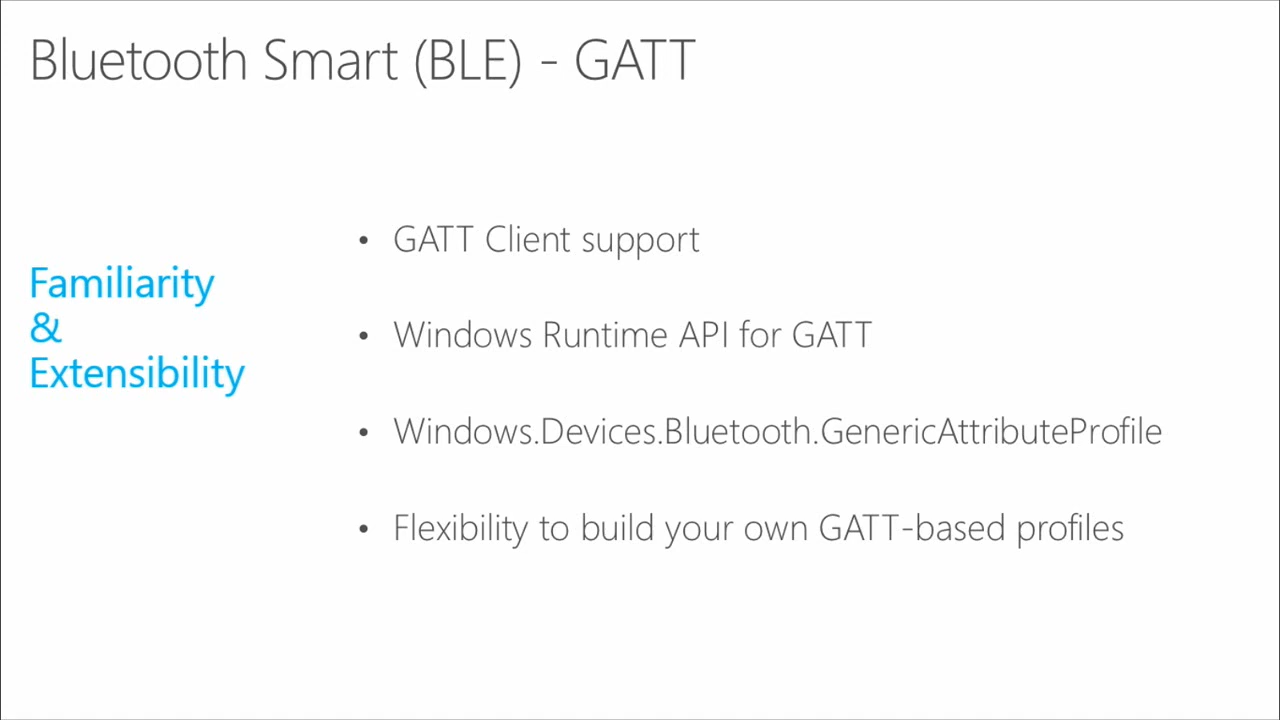 Bluetooth Smart (BLE) - GATT
Familiarity
&
Extensibility
• GATT Client support
• Windows Runtime API for GATT
• Windows.Devices.Bluetooth.GenericAttributeProfile
• Flexibility to build your own GATT-based profiles